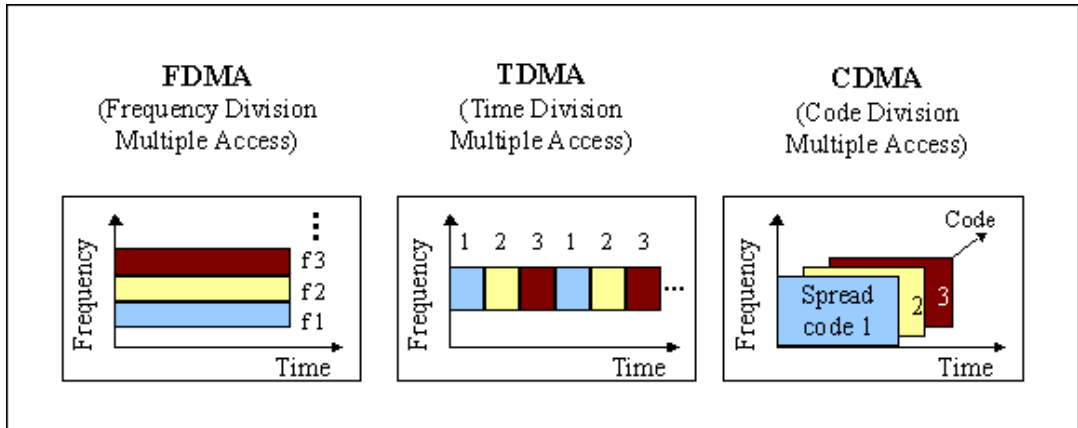 FDMA
(Frequency Division
Multiple Access)
TDMA
(Time Division
Multiple Access)
CDMA
(Code Division
Multiple Access)
Frequency
f3
f2
f1
Time
Frequency
1 2 3 1 2 3
...
Time
Frequency
Code
Spread
code 1
2
3
Time